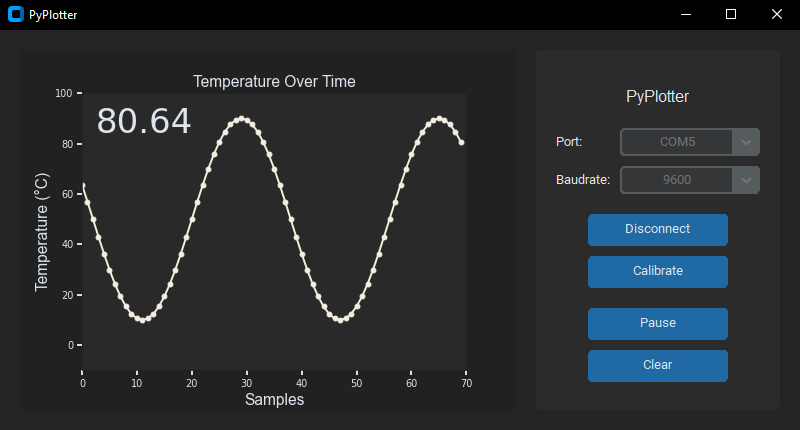 PyPlotter
Temperature Over Time
80.64
Temperature (°C)
100
80
60
40
20
0
0 10 20 30 40 50 60 70
Samples
PyPlotter
Port: COM5
Baudrate: 9600
Disconnect
Calibrate
Pause
Clear